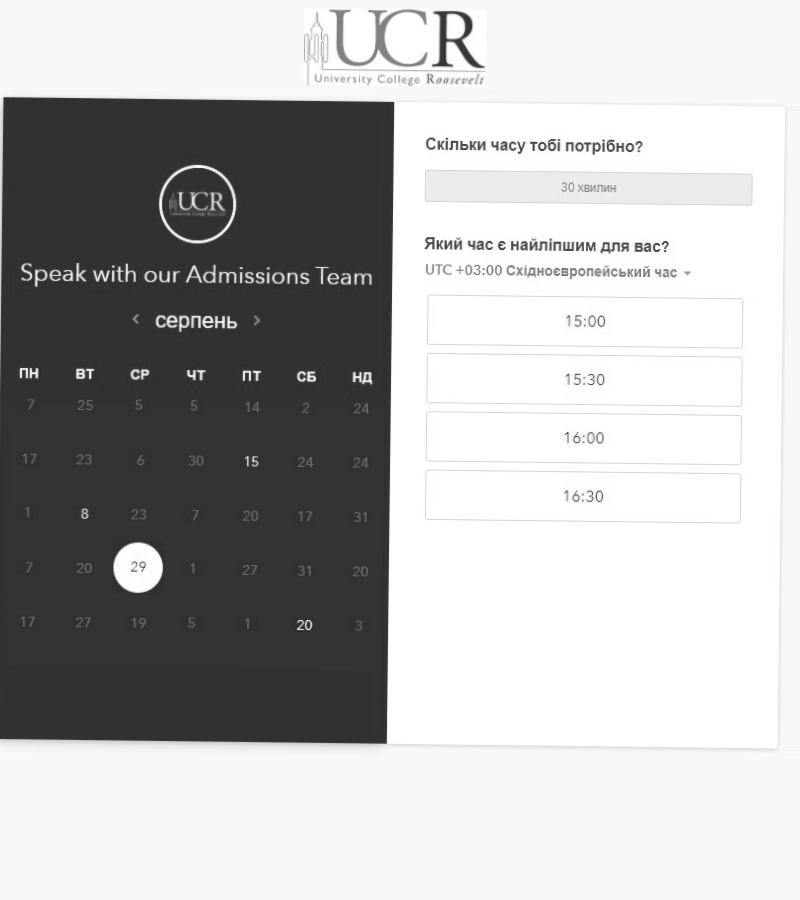 UCR
University College Roosevelt
UCR
University College Roosevelt
Speak with our Admissions Team
серпень
ПН ВТ СР ЧТ ПТ СБ НД
7 25 5 5 14 2 24
17 23 6 30 15 24 24
1 8 23 7 20 17 31
7 20 29 1 27 31 20
17 27 19 5 1 20 3
Скільки часу тобі потрібно?
30 хвилин
Який час є найліпшим для вас?
UTC +03:00 Східноєвропейський час
15:00
15:30
16:00
16:30